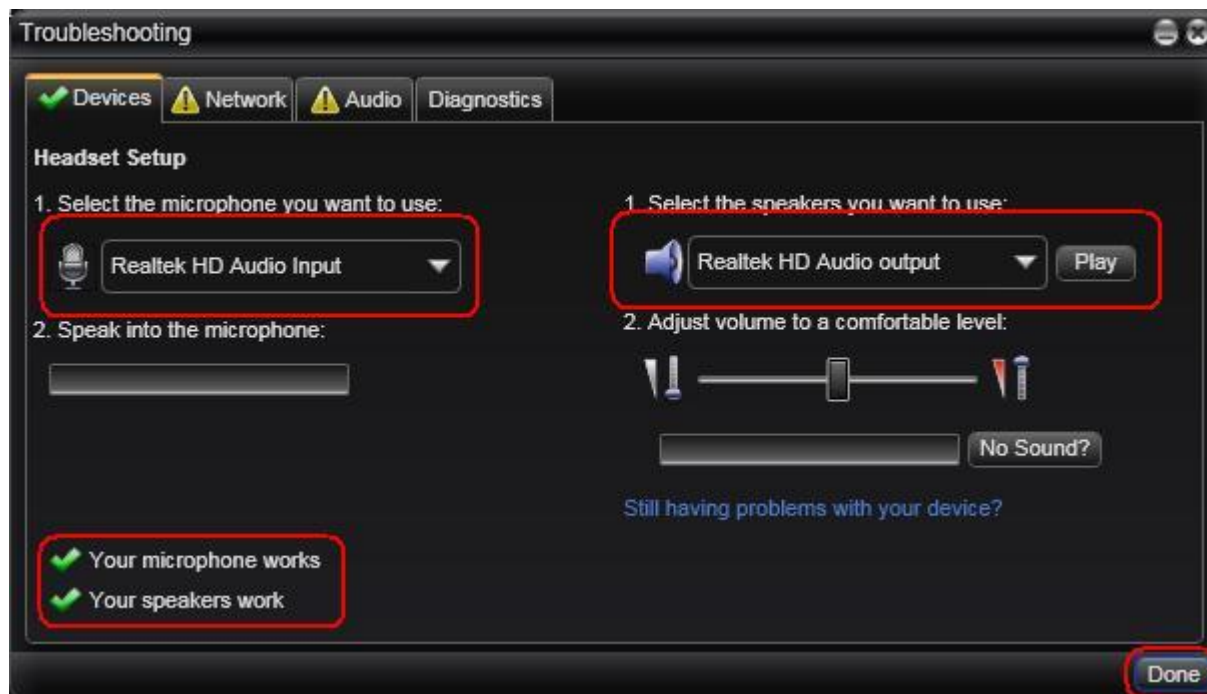 Troubleshooting
Devices Network Audio Diagnostics
Headset Setup
1. Select the microphone you want to use:
Realtek HD Audio Input
2. Speak into the microphone:
1. Select the speakers you want to use:
Realtek HD Audio output Play
2. Adjust volume to a comfortable level:
No Sound?
Still having problems with your device?
Your microphone works
Your speakers work
Done